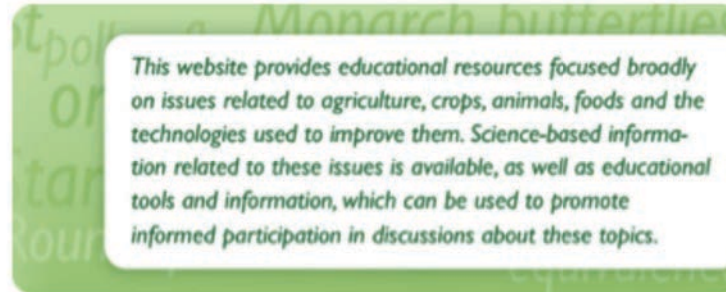 Monarch butterflie
This website provides educational resources focused broadly
on issues related to agriculture, crops, animals, foods and the
technologies used to improve them. Science-based informa-
tion related to these issues is available, as well as educational
tools and information, which can be used to promote
informed participation in discussions about these topics.